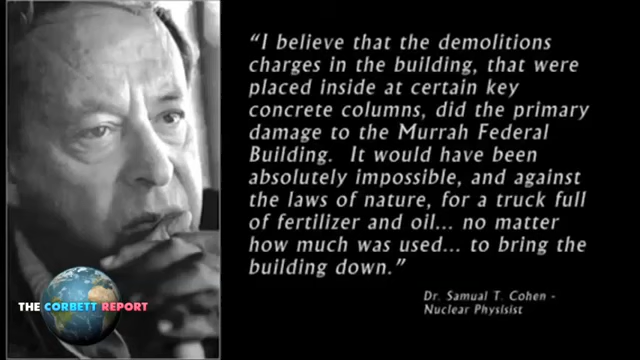 "I believe that the demolitions
charges in the building, that were
placed inside at certain key
concrete columns, did the primary
damage to the Murrah Federal
Building.  It would have been
absolutely impossible, and against
the laws of nature, for a truck full
of fertilizer and oil... no matter
how much was used... to bring the
building down."
Dr. Samual T. Cohen -
Nuclear Physisist
THE CORBETT REPORT